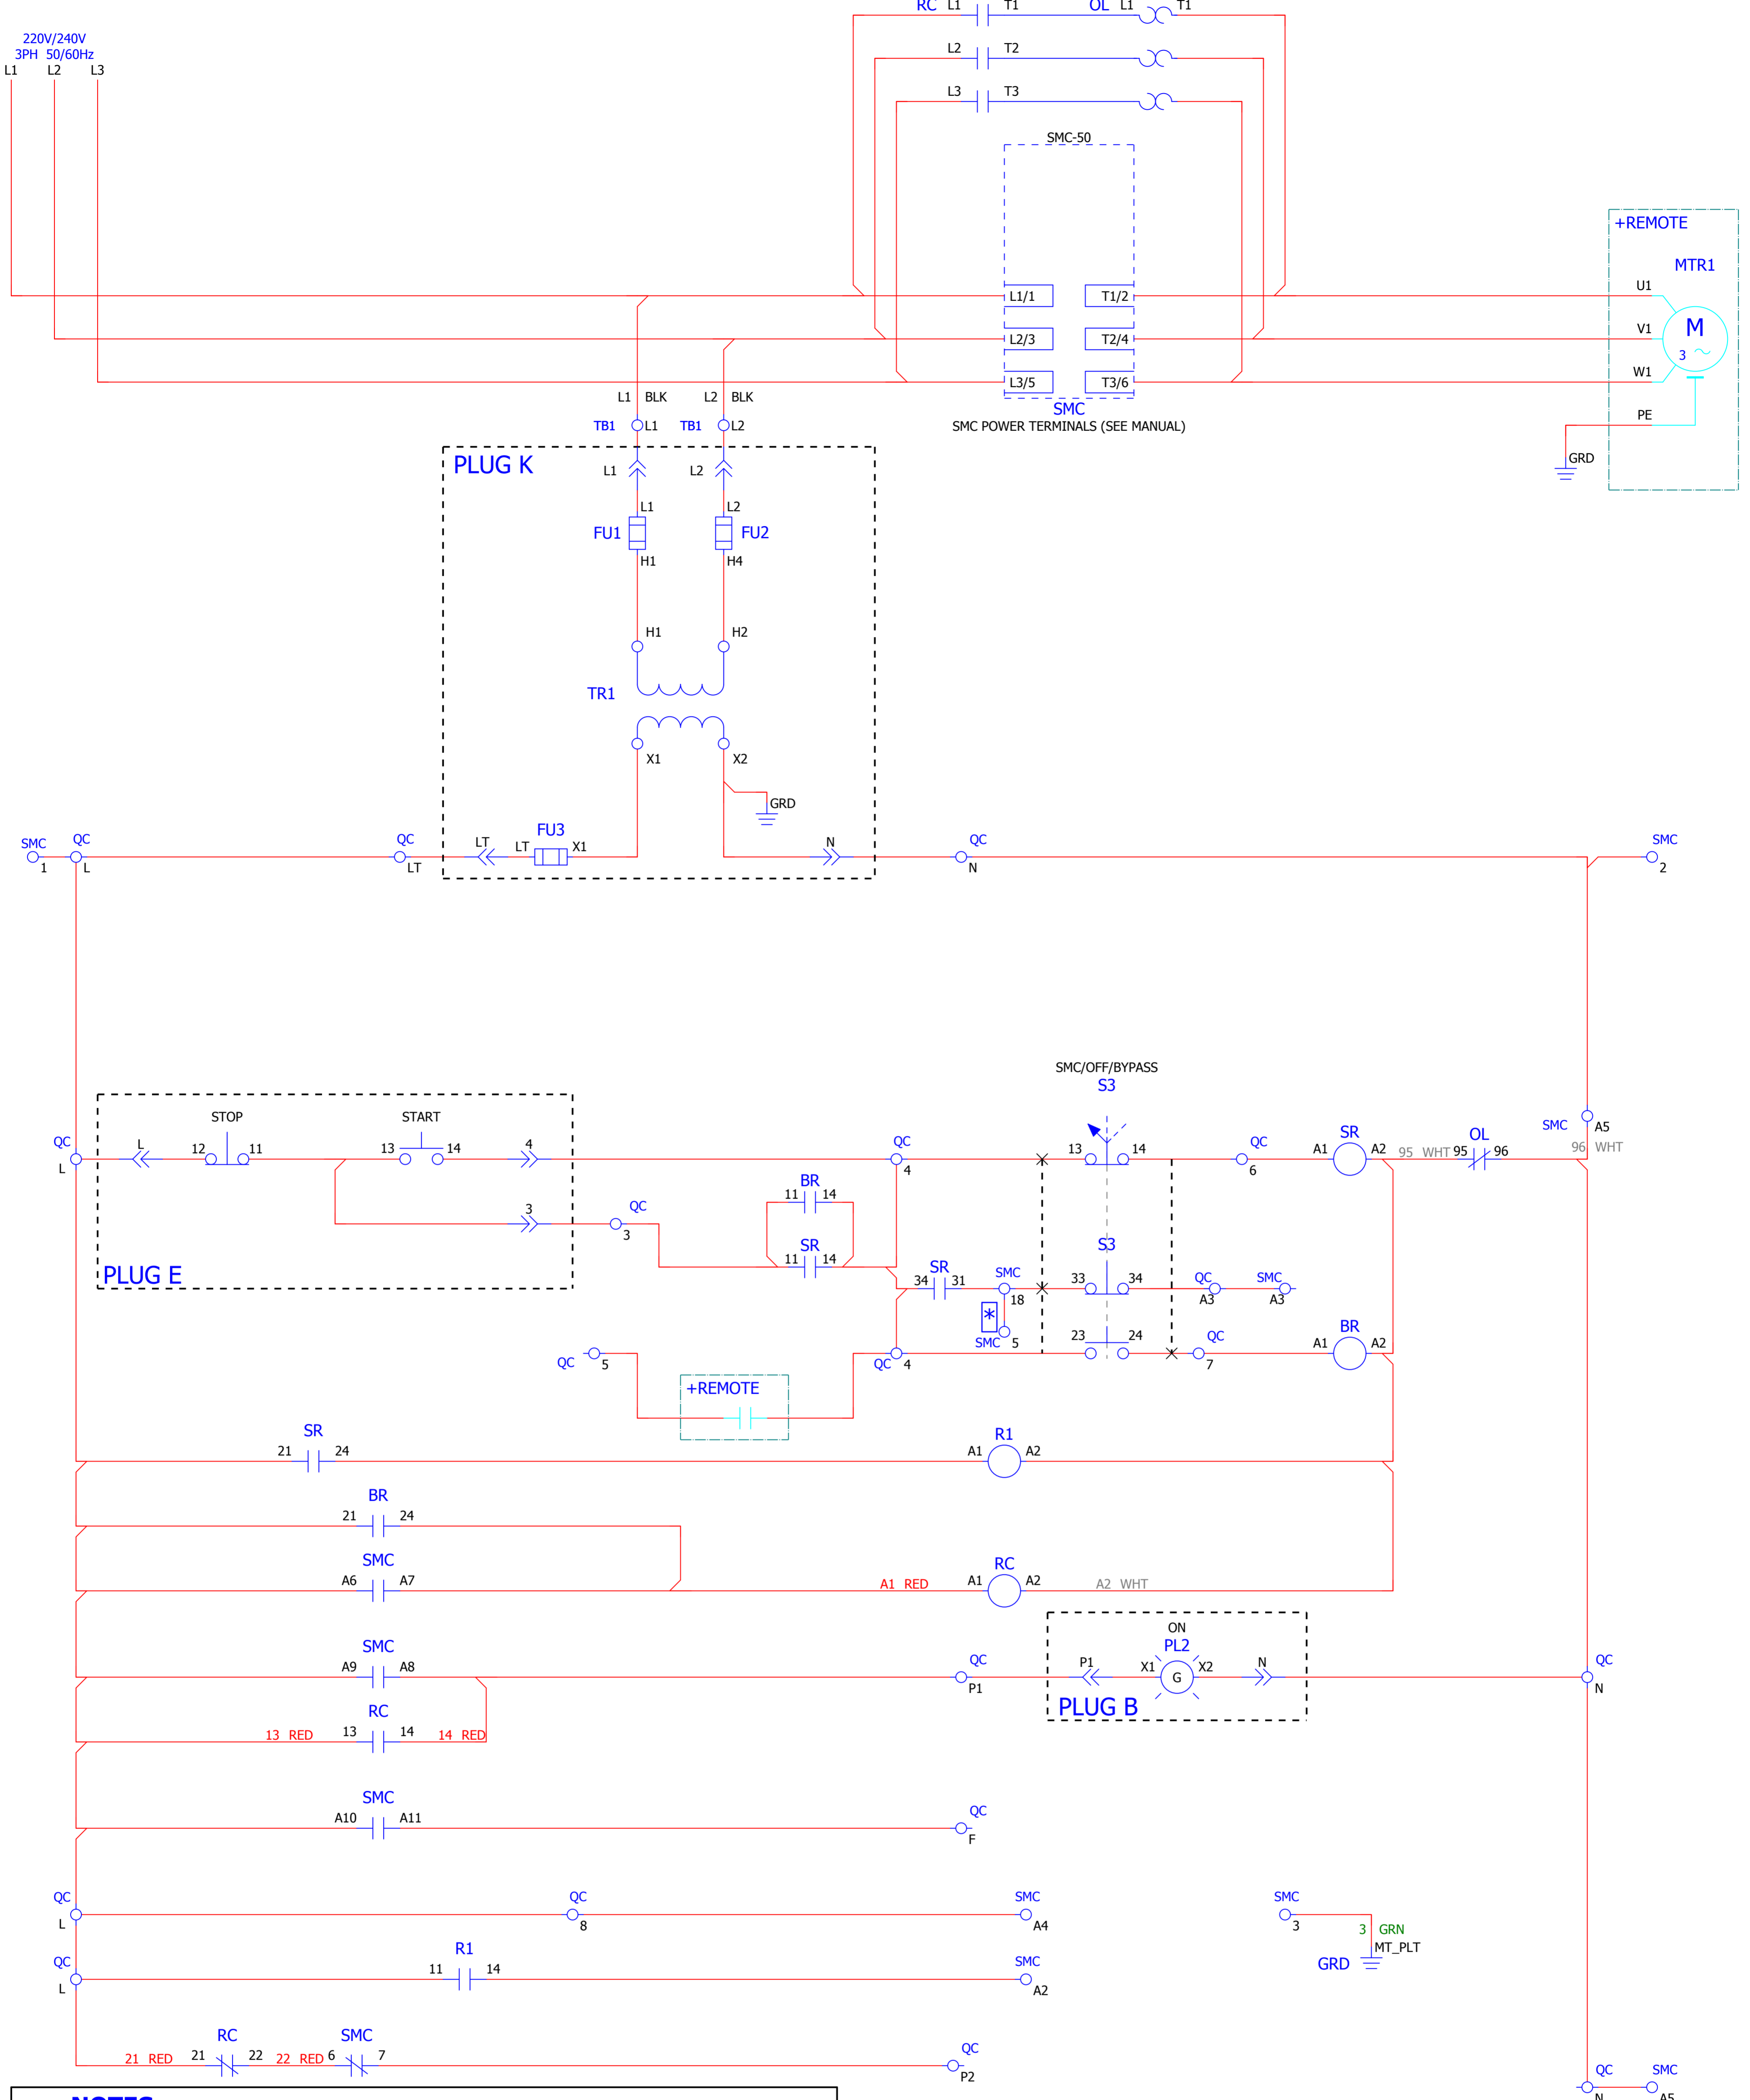 RC L1 T1 OL L1 T1
220V/240V
3PH 50/60Hz
L1 L2 L3
L2 T2
L3 T3
SMC-50
+REMOTE
MTR1
L1/1 T1/2 U1
L2/3 T2/4 V1
M
3
L3/5 T3/6 W1
L1 BLK L2 BLK
SMC
PE
TB1 L1 TB1 L2
SMC POWER TERMINALS (SEE MANUAL)
GRD
PLUG K
L1 L2
L1 L2
FU1 FU2
H1 H4
H1 H2
TR1
X1 X2
GRD
FU3
SMC QC QC LT LT X1 N QC SMC
1 L LT N 2
SMC/OFF/BYPASS
S3
STOP START
SMC A5
QC L 12 11 13 14 4 QC 13 14 QC SR OL 96 WHT
L 4 6 A1 A2 95 WHT 95 96
BR
11 14
3 QC
3
SR
11 14
S3
PLUG E
SR
34 31 SMC 33 34 QC SMC
18 A3 A3
*
SMC 5
23 24 QC BR
A1 A2
QC 5 QC 4 7
+REMOTE
SR R1
21 24 A1 A2
BR
21 24
SMC RC
A6 A7 A1 RED A1 A2 A2 WHT
ON
PL2
SMC
A9 A8 QC P1 X1 G X2 N QC
P1 N
PLUG B
RC
13 RED 13 14 14 RED
SMC
A10 A11 QC
F
QC QC SMC SMC
L 8 A4 3
3 GRN
MT_PLT
GRD
QC R1 SMC
L 11 14 A2
RC SMC
21 RED 21 22 22 RED 6 7 QC
P2
QC SMC
N A5
NOTES